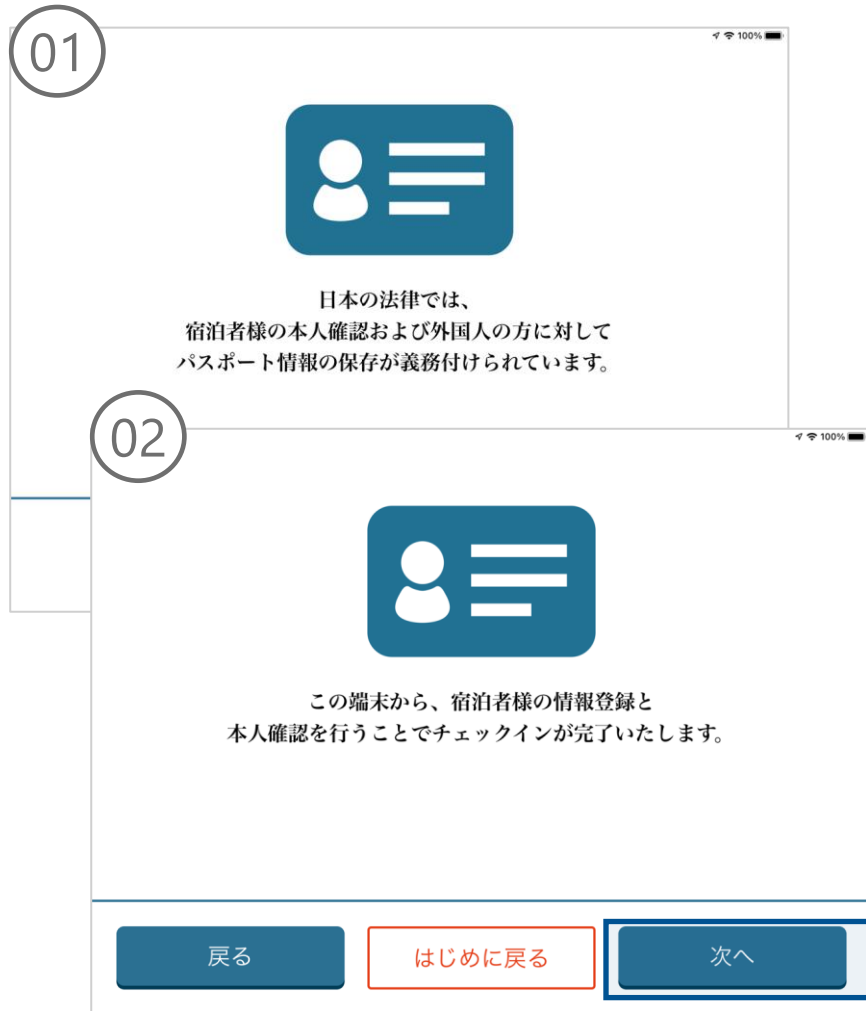 01
100%
日本の法律では、
宿泊者様の本人確認および外国人の方に対して
パスポート情報の保存が義務付けられています。
02
100%
この端末から、宿泊者様の情報登録と
本人確認を行うことでチェックインが完了いたします。
戻る
はじめに戻る
次へ